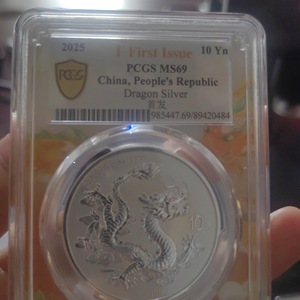 2025 First Issue 10 Yn
PCGS PCGS MS69
China, People's Republic
Dragon Silver
首发
985447.69/89420484
10